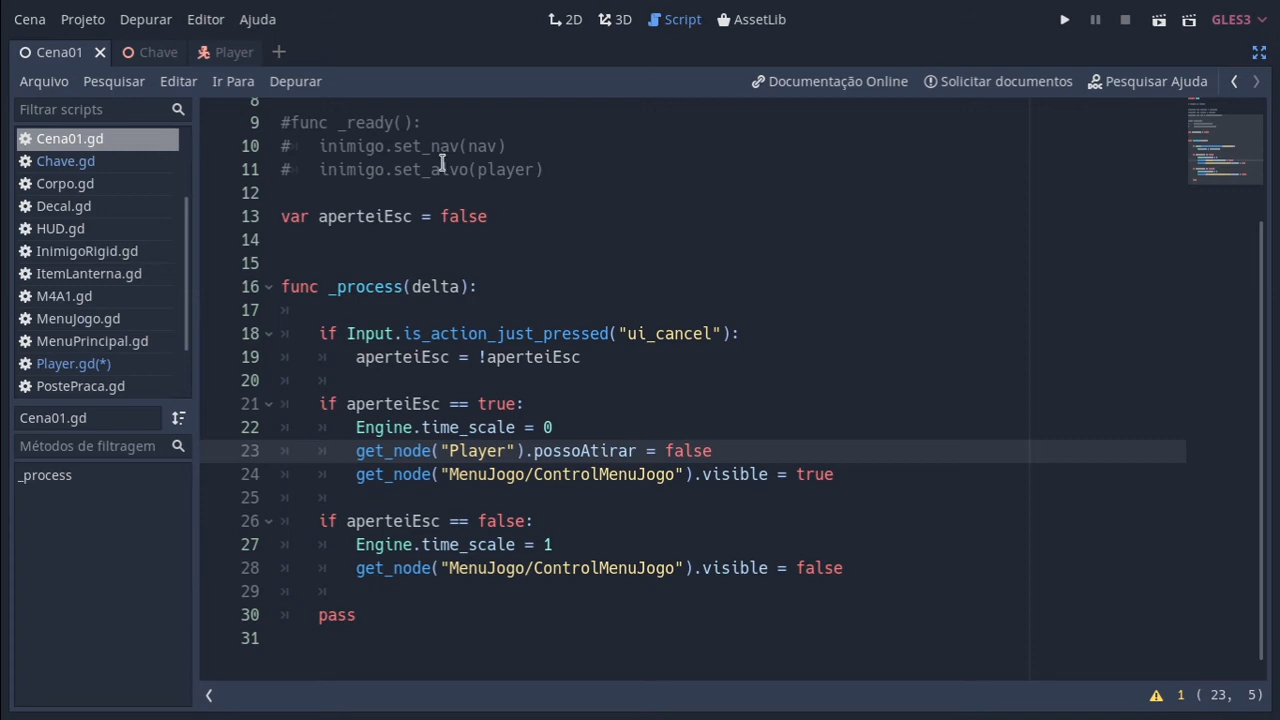 Cena Projeto Depurar Editor Ajuda 2D 3D Script AssetLib GLES3
Cena01 Chave Player
Arquivo Pesquisar Editar Ir Para Depurar Documentação Online Solicitar documentos Pesquisar Ajuda
Filtrar scripts
Cena01.gd
Chave.gd
Corpo.gd
Decal.gd
HUD.gd
InimigoRigid.gd
ItemLanterna.gd
M4A1.gd
MenuJogo.gd
MenuPrincipal.gd
Player.gd(*)
PostePraca.gd
Cena01.gd
Métodos de filtragem
_process
8
9 #func _ready():
10 # inimigo.set_nav(nav)
11 # inimigo.set_alvo(player)
12
13 var aperteiEsc = false
14
15
16 func _process(delta):
17
18 if Input.is_action_just_pressed("ui_cancel"):
19 aperteiEsc = !aperteiEsc
20
21 if aperteiEsc == true:
22 Engine.time_scale = 0
23 get_node("Player").possoAtirar = false
24 get_node("MenuJogo/ControlMenuJogo").visible = true
25
26 if aperteiEsc == false:
27 Engine.time_scale = 1
28 get_node("MenuJogo/ControlMenuJogo").visible = false
29
30 pass
31
1 ( 23, 5)